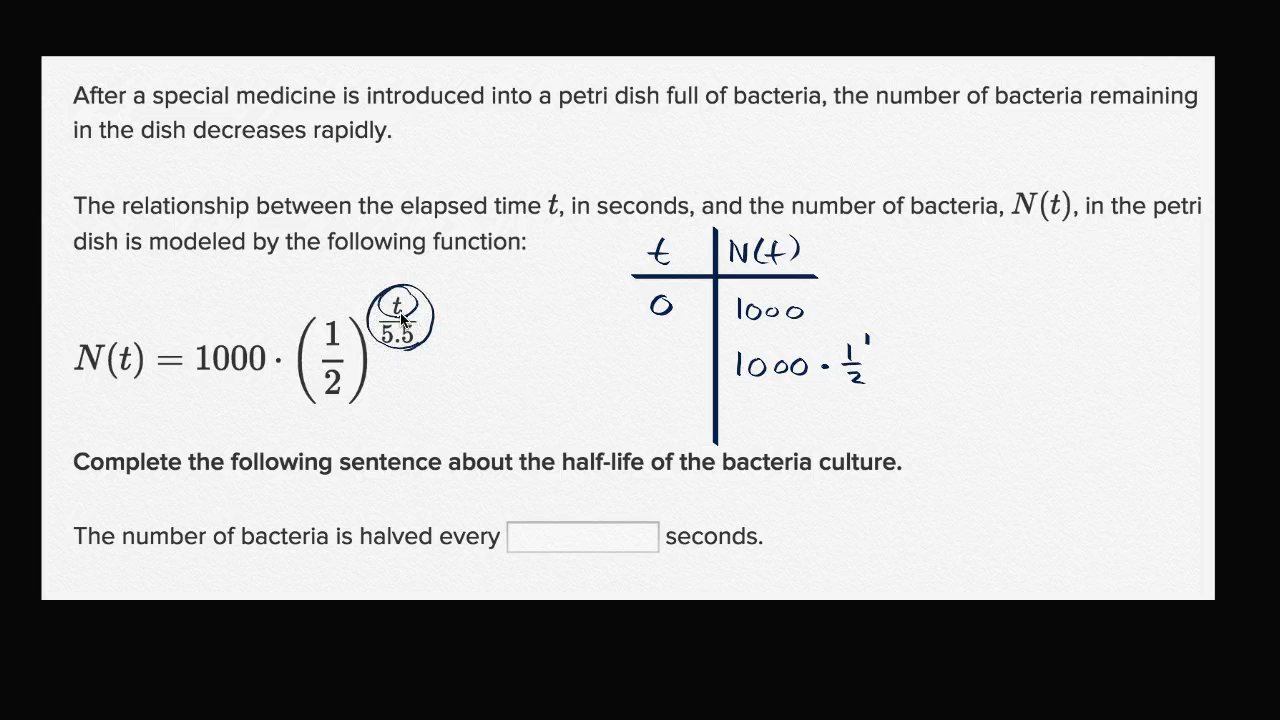 After a special medicine is introduced into a petri dish full of bacteria, the number of bacteria remaining
in the dish decreases rapidly.
The relationship between the elapsed time t, in seconds, and the number of bacteria, N(t), in the petri
dish is modeled by the following function:
t N(t)
0 1000
1000 · 1/2 ^1
N(t) = 1000 · (1/2)^(t/5.5)
Complete the following sentence about the half-life of the bacteria culture.
The number of bacteria is halved every seconds.